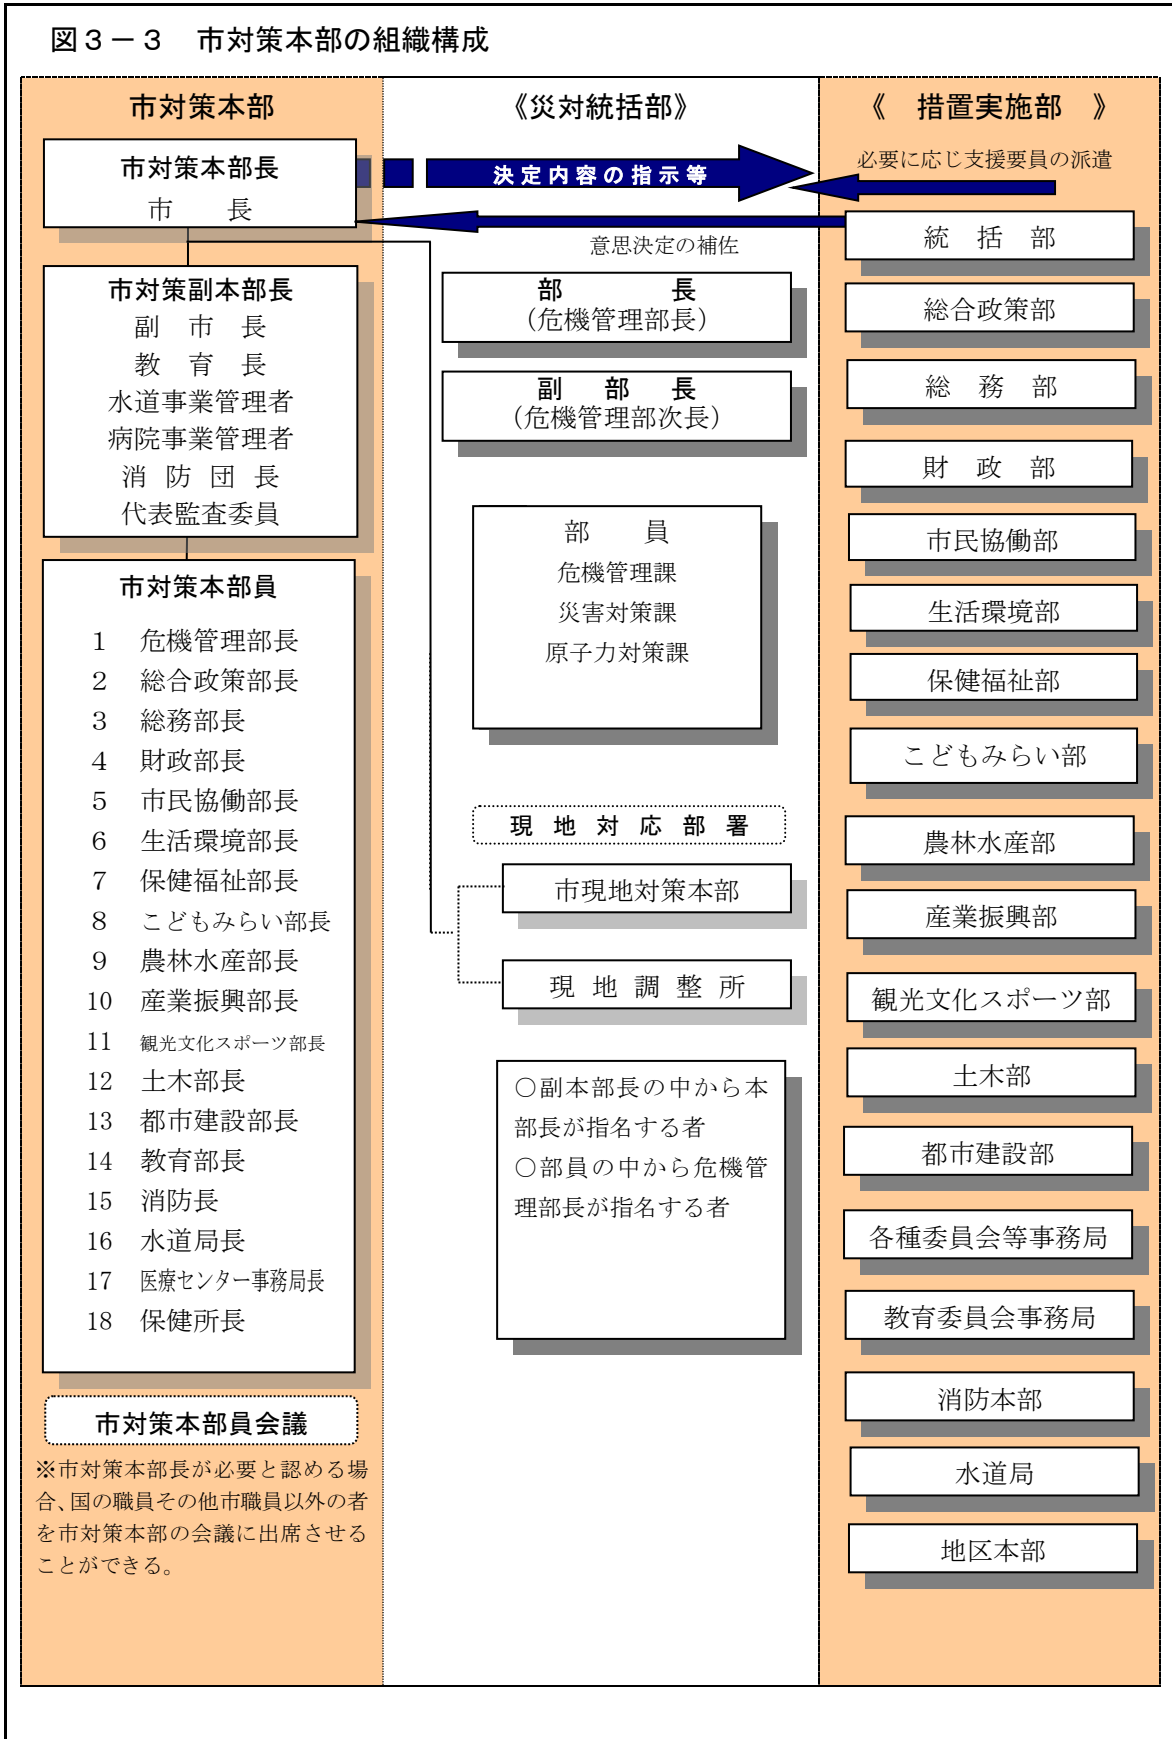 図３－３　市対策本部の組織構成
市対策本部
市対策本部長
市　　長
市対策副本部長
副　市　長
教　育　長
水道事業管理者
病院事業管理者
消　防　団　長
代表監査委員
市対策本部員
1　危機管理部長
2　総合政策部長
3　総務部長
4　財政部長
5　市民協働部長
6　生活環境部長
7　保健福祉部長
8　こどもみらい部長
9　農林水産部長
10　産業振興部長
11　観光文化スポーツ部長
12　土木部長
13　都市建設部長
14　教育部長
15　消防長
16　水道局長
17　医療センター事務局長
18　保健所長
市対策本部員会議
※市対策本部長が必要と認める場
合、国の職員その他市職員以外の者
を市対策本部の会議に出席させる
ことができる。
《災対統括部》
決定内容の指示等
意思決定の補佐
部　　　　　長
（危機管理部長）
副　部　長
（危機管理部次長）
部　　員
危機管理課
災害対策課
原子力対策課
現 地 対 応 部 署
市現地対策本部
現 地 調 整 所
○副本部長の中から本
部長が指名する者
○部員の中から危機管
理部長が指名する者
《　措置実施部　》
必要に応じ支援要員の派遣
統　括　部
総合政策部
総　務　部
財　政　部
市民協働部
生活環境部
保健福祉部
こどもみらい部
農林水産部
産業振興部
観光文化スポーツ部
土木部
都市建設部
各種委員会等事務局
教育委員会事務局
消防本部
水道局
地区本部